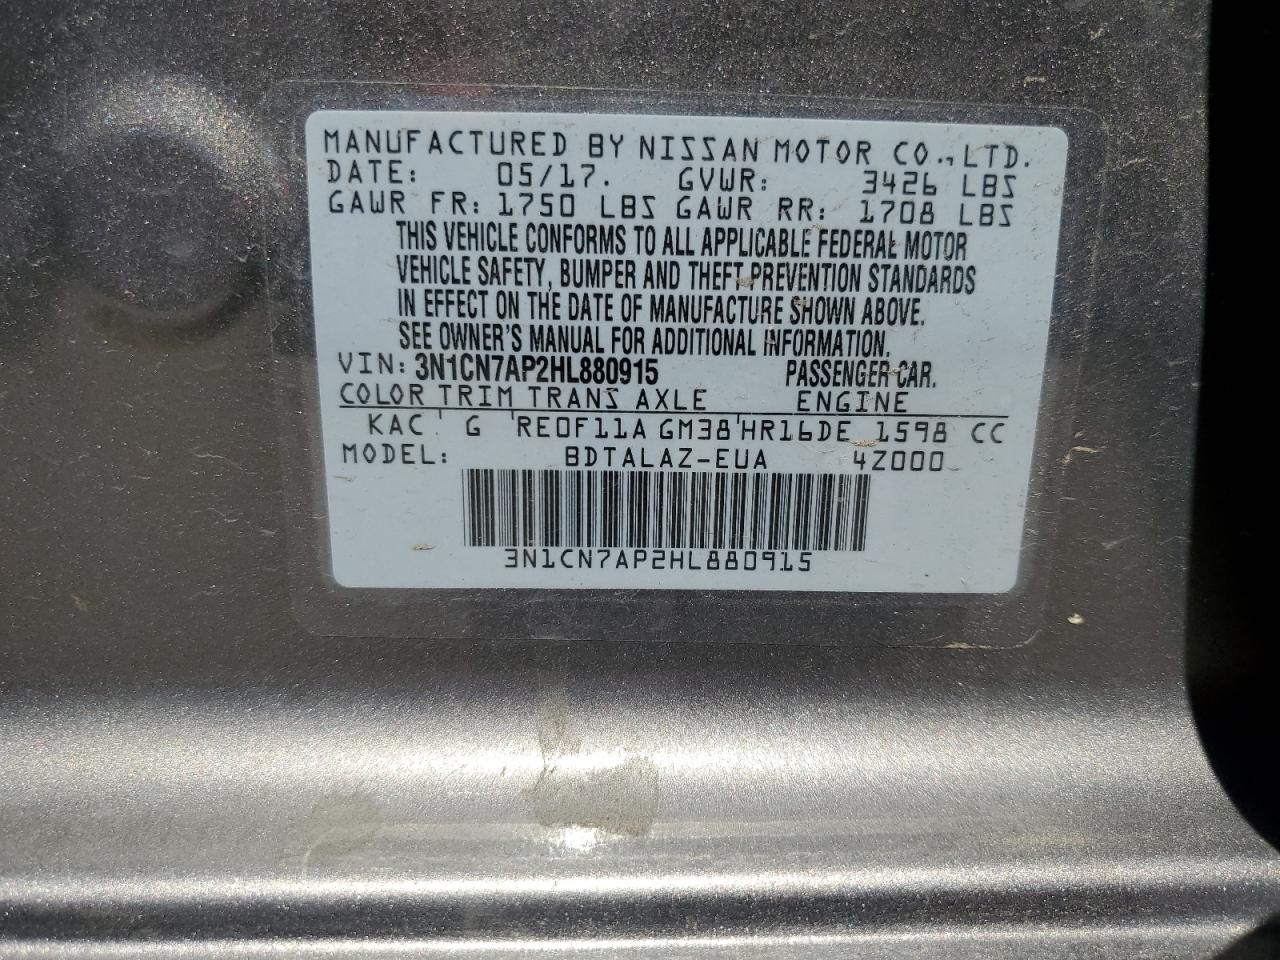 MANUFACTURED BY NISSAN MOTOR CO., LTD.
DATE: 05/17. GVWR: 3426 LBS
GAWR FR: 1750 LBS GAWR RR: 1708 LBS
THIS VEHICLE CONFORMS TO ALL APPLICABLE FEDERAL MOTOR
VEHICLE SAFETY, BUMPER AND THEFT PREVENTION STANDARDS
IN EFFECT ON THE DATE OF MANUFACTURE SHOWN ABOVE.
SEE OWNER'S MANUAL FOR ADDITIONAL INFORMATION.
VIN: 3N1CN7AP2HL880915 PASSENGER CAR.
COLOR TRIM TRANS AXLE ENGINE
KAC ' G ' RE0F11A GM38 ' HR16DE 1598 CC
MODEL: BDTALAZ-EUA 4Z000
3N1CN7AP2HL880915